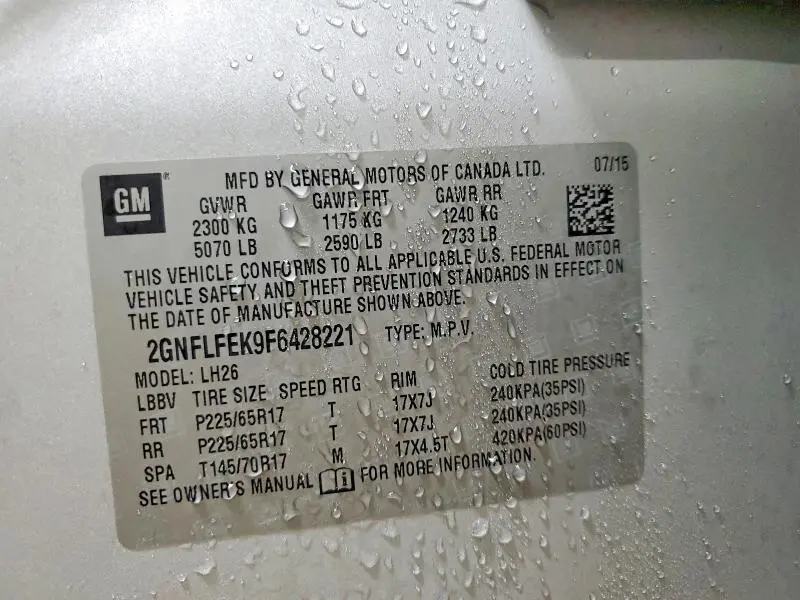 GM
MFD BY GENERAL MOTORS OF CANADA LTD. 07/15
GVWR GAWR FRT GAWR RR
2300 KG 1175 KG 1240 KG
5070 LB 2590 LB 2733 LB
THIS VEHICLE CONFORMS TO ALL APPLICABLE U.S. FEDERAL MOTOR
VEHICLE SAFETY AND THEFT PREVENTION STANDARDS IN EFFECT ON
THE DATE OF MANUFACTURE SHOWN ABOVE.
2GNFLFEK9F6428221 TYPE: M.P.V.
MODEL: LH26
LBBV TIRE SIZE SPEED RTG RIM COLD TIRE PRESSURE
FRT P225/65R17 T 17X7J 240KPA(35PSI)
RR P225/65R17 T 17X7J 240KPA(35PSI)
SPA T145/70R17 M 17X4.5T 420KPA(60PSI)
SEE OWNER'S MANUAL FOR MORE INFORMATION.